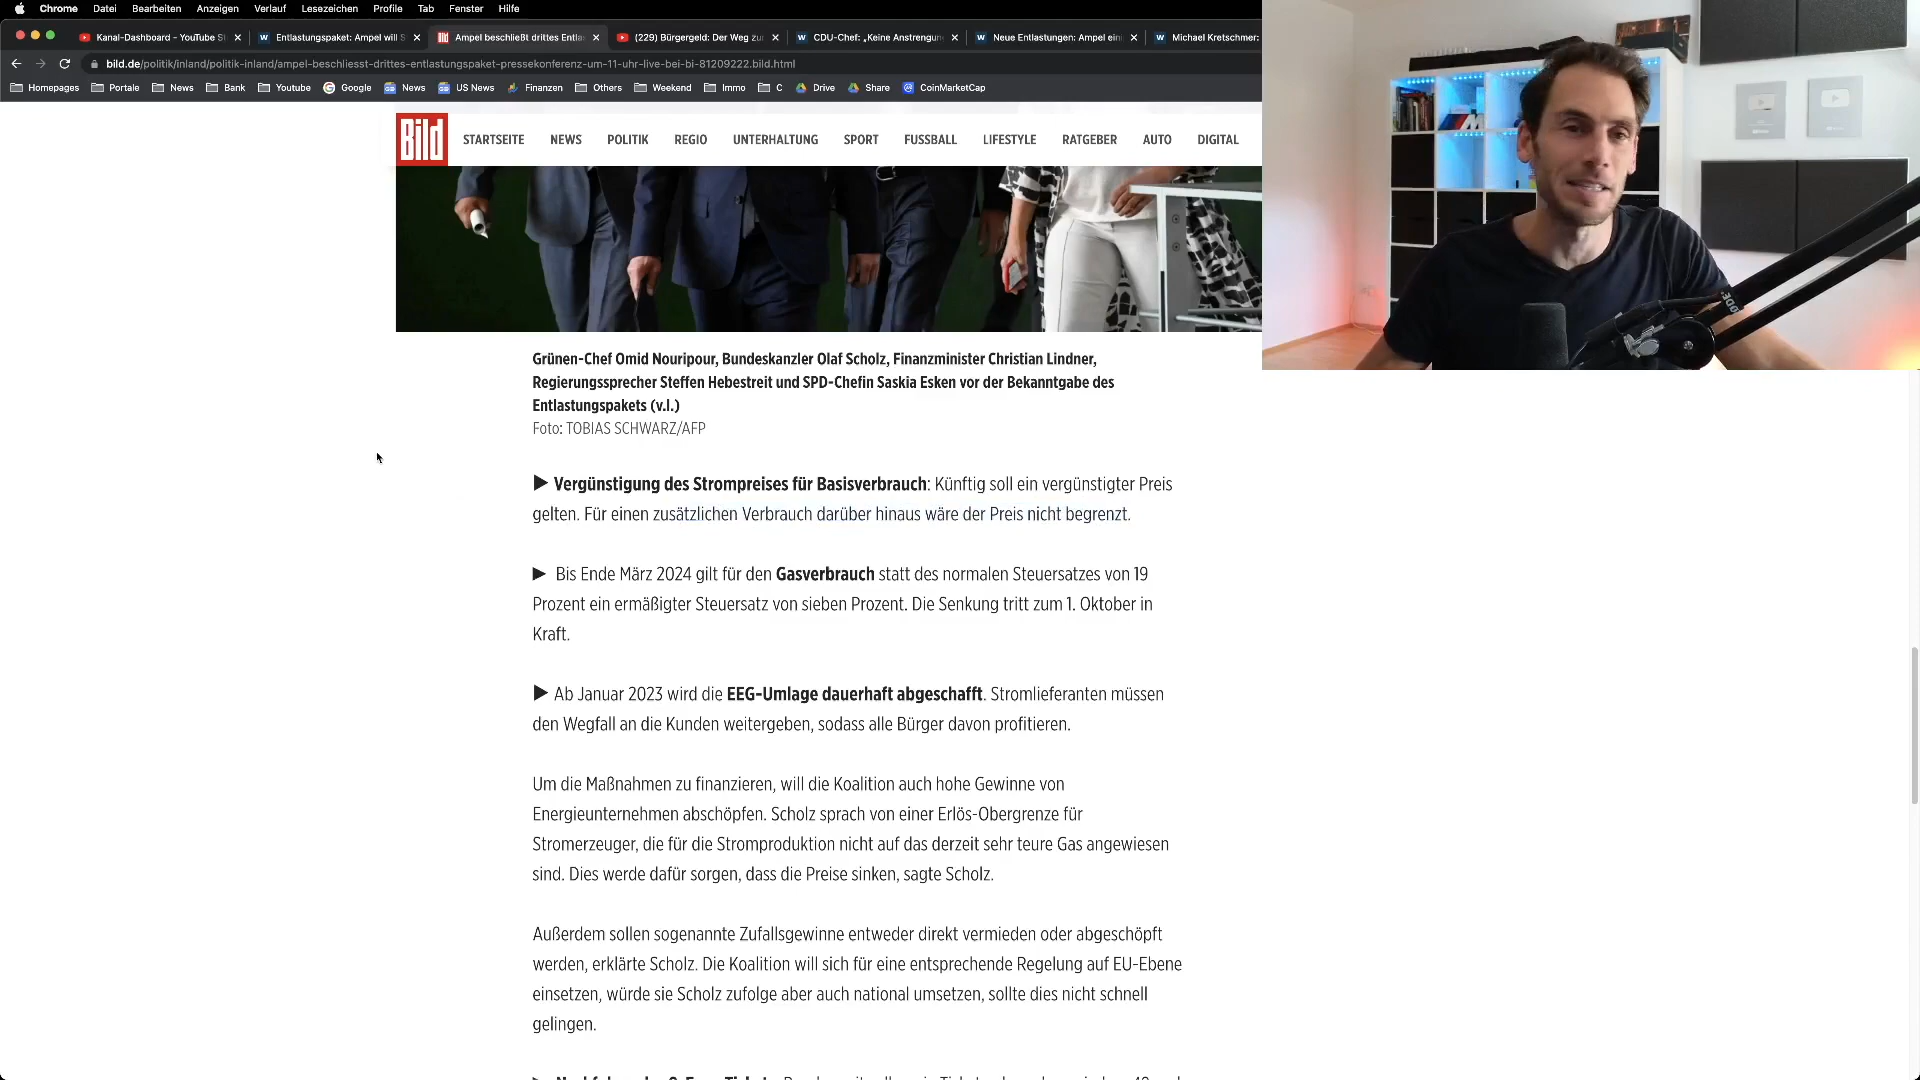 Chrome Datei Bearbeiten Anzeigen Verlauf Lesezeichen Profile Tab Fenster Hilfe
Kanal-Dashboard – YouTube S Entlastungspaket: Ampel will S Ampel beschließt drittes Entla (229) Bürgergeld: Der Weg zu CDU-Chef: „Keine Anstrengun Neue Entlastungen: Ampel ein Michael Kretschmer:
bild.de/politik/inland/politik-inland/ampel-beschliesst-drittes-entlastungspaket-pressekonferenz-um-11-uhr-live-bei-bi-81209222.bild.html
Homepages Portale News Bank Youtube Google News US News Finanzen Others Weekend Immo C Drive Share CoinMarketCap
Bild STARTSEITE NEWS POLITIK REGIO UNTERHALTUNG SPORT FUSSBALL LIFESTYLE RATGEBER AUTO DIGITAL
Grünen-Chef Omid Nouripour, Bundeskanzler Olaf Scholz, Finanzminister Christian Lindner,
Regierungssprecher Steffen Hebestreit und SPD-Chefin Saskia Esken vor der Bekanntgabe des
Entlastungspakets (v.l.)
Foto: TOBIAS SCHWARZ/AFP
▶ Vergünstigung des Strompreises für Basisverbrauch: Künftig soll ein vergünstigter Preis
gelten. Für einen zusätzlichen Verbrauch darüber hinaus wäre der Preis nicht begrenzt.
▶ Bis Ende März 2024 gilt für den Gasverbrauch statt des normalen Steuersatzes von 19
Prozent ein ermäßigter Steuersatz von sieben Prozent. Die Senkung tritt zum 1. Oktober in
Kraft.
▶ Ab Januar 2023 wird die EEG-Umlage dauerhaft abgeschafft. Stromlieferanten müssen
den Wegfall an die Kunden weitergeben, sodass alle Bürger davon profitieren.
Um die Maßnahmen zu finanzieren, will die Koalition auch hohe Gewinne von
Energieunternehmen abschöpfen. Scholz sprach von einer Erlös-Obergrenze für
Stromerzeuger, die für die Stromproduktion nicht auf das derzeit sehr teure Gas angewiesen
sind. Dies werde dafür sorgen, dass die Preise sinken, sagte Scholz.
Außerdem sollen sogenannte Zufallsgewinne entweder direkt vermieden oder abgeschöpft
werden, erklärte Scholz. Die Koalition will sich für eine entsprechende Regelung auf EU-Ebene
einsetzen, würde sie Scholz zufolge aber auch national umsetzen, sollte dies nicht schnell
gelingen.